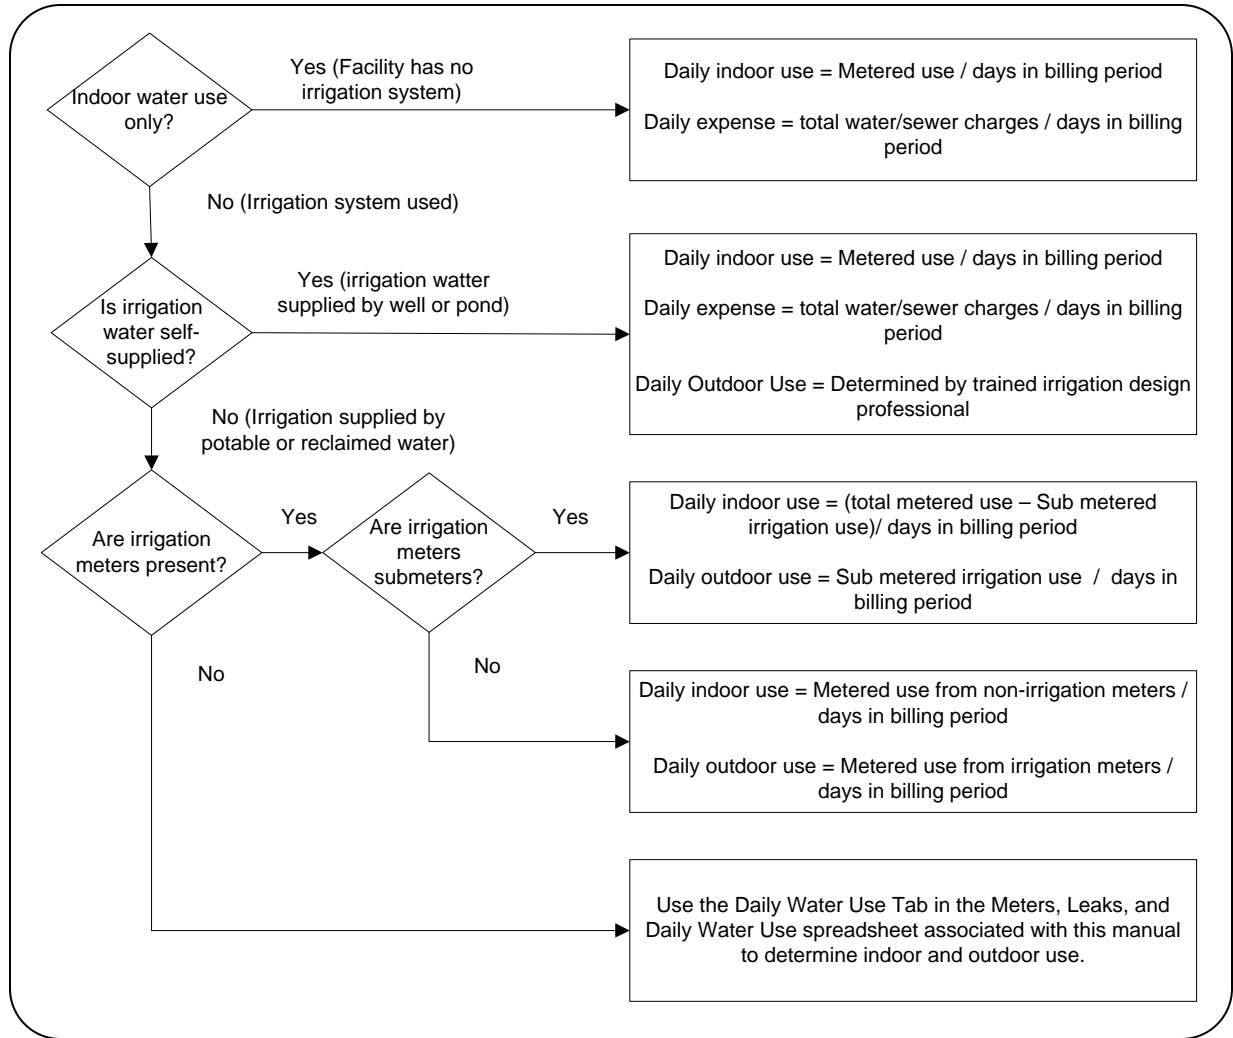 Indoor water use
only?
Yes (Facility has no
irrigation system)
Daily indoor use = Metered use / days in billing period
Daily expense = total water/sewer charges / days in billing
period
No (Irrigation system used)
Is irrigation
water self-
supplied?
Yes (irrigation watter
supplied by well or pond)
Daily indoor use = Metered use / days in billing period
Daily expense = total water/sewer charges / days in billing
period
Daily Outdoor Use = Determined by trained irrigation design
professional
No (Irrigation supplied by
potable or reclaimed water)
Are irrigation
meters present?
Yes
Are irrigation
meters
submeters?
Yes
Daily indoor use = (total metered use – Sub metered
irrigation use)/ days in billing period
Daily outdoor use = Sub metered irrigation use  /  days in
billing period
No
No
Daily indoor use = Metered use from non-irrigation meters /
days in billing period
Daily outdoor use = Metered use from irrigation meters /
days in billing period
Use the Daily Water Use Tab in the Meters, Leaks, and
Daily Water Use spreadsheet associated with this manual
to determine indoor and outdoor use.